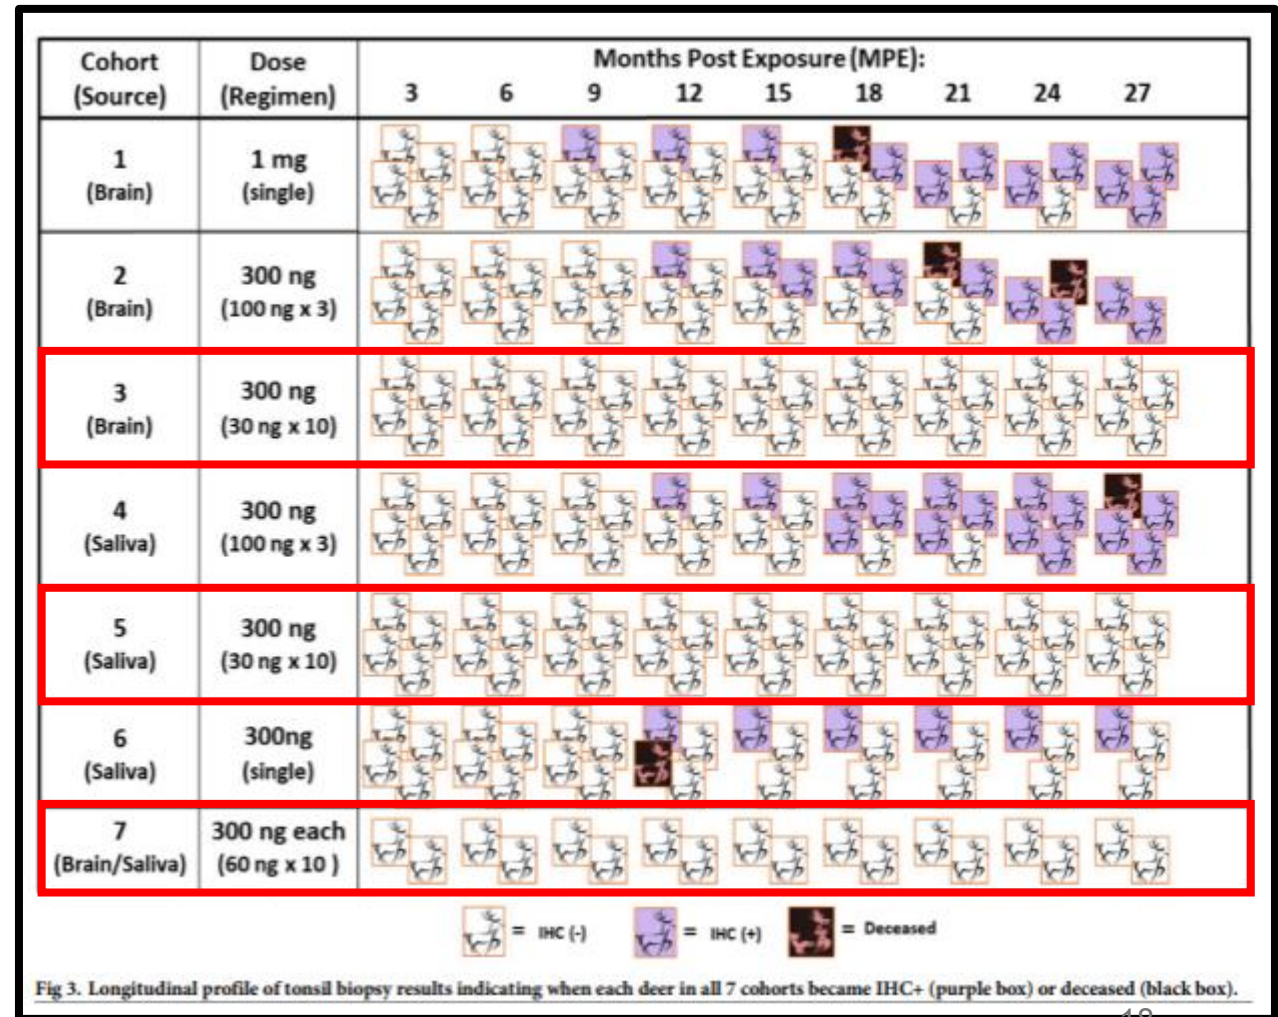 Cohort (Source)
Dose (Regimen)
Months Post Exposure (MPE):
3 6 9 12 15 18 21 24 27
1 (Brain)
1 mg (single)
2 (Brain)
300 ng (100 ng x 3)
3 (Brain)
300 ng (30 ng x 10)
4 (Saliva)
300 ng (100 ng x 3)
5 (Saliva)
300 ng (30 ng x 10)
6 (Saliva)
300ng (single)
7 (Brain/Saliva)
300 ng each (60 ng x 10 )
= IHC (-) = IHC (+) = Deceased
Fig 3. Longitudinal profile of tonsil biopsy results indicating when each deer in all 7 cohorts became IHC+ (purple box) or deceased (black box).